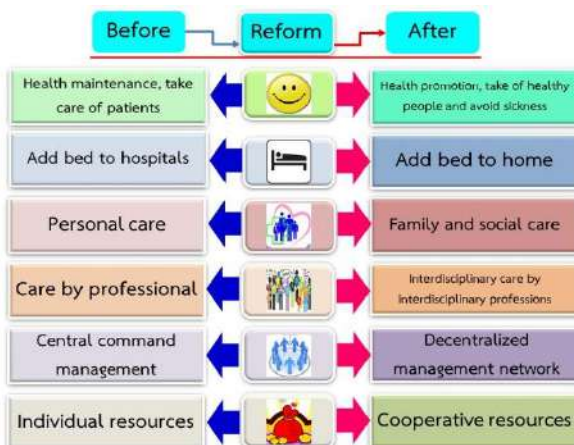 Before
Reform
After
Health maintenance, take
care of patients
Health promotion, take of healthy
people and avoid sickness
Add bed to hospitals
Add bed to home
Personal care
Family and social care
Care by professional
Interdisciplinary care by
interdisciplinary professions
Central command
management
Decentralized
management network
Individual resources
Cooperative resources